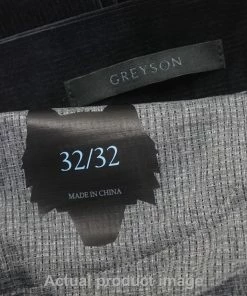 GREYSON
32/32
MADE IN CHINA
Actual product image